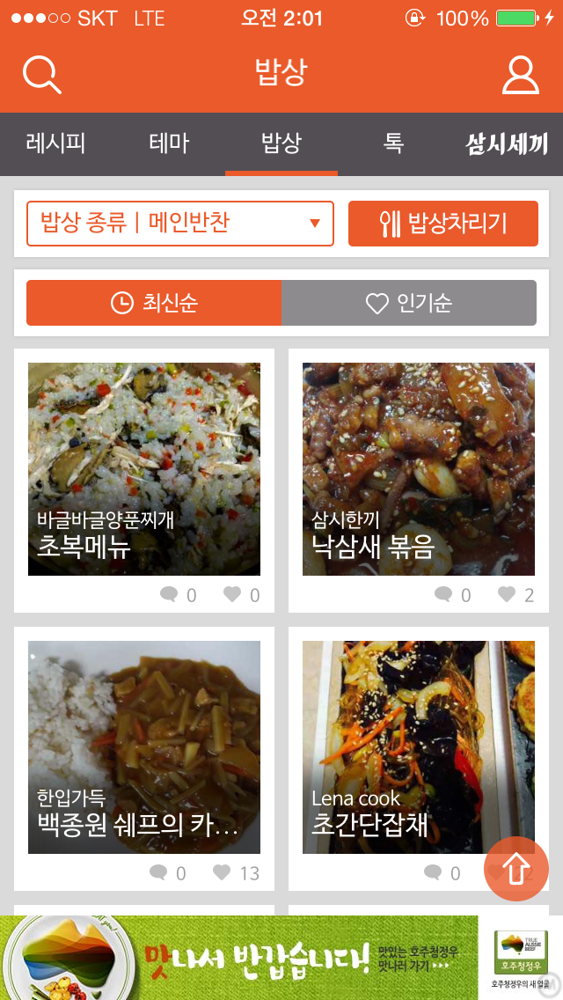 SKT LTE 오전 2:01 100%
밥상
레시피 테마 밥상 톡 삼시세끼
밥상 종류 | 메인반찬 밥상차리기
최신순 인기순
바글바글양푼찌개
초복메뉴
0 0
삼시한끼
낙삼새 볶음
0 2
한입가득
백종원 쉐프의 카...
0 13
Lena cook
초간단잡채
0
맛나서 반갑습니다!
맛있는 호주청정우
맛나러 가기
TRUE
AUSSIE
BEEF
호주청정우
호주청정우의 새 얼굴